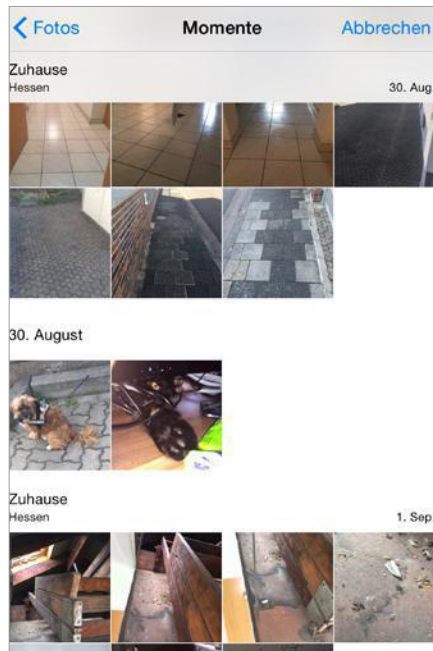 Fotos
Momente
Abbrechen
Zuhause
Hessen
30. Aug.
30. August
Zuhause
Hessen
1. Sep